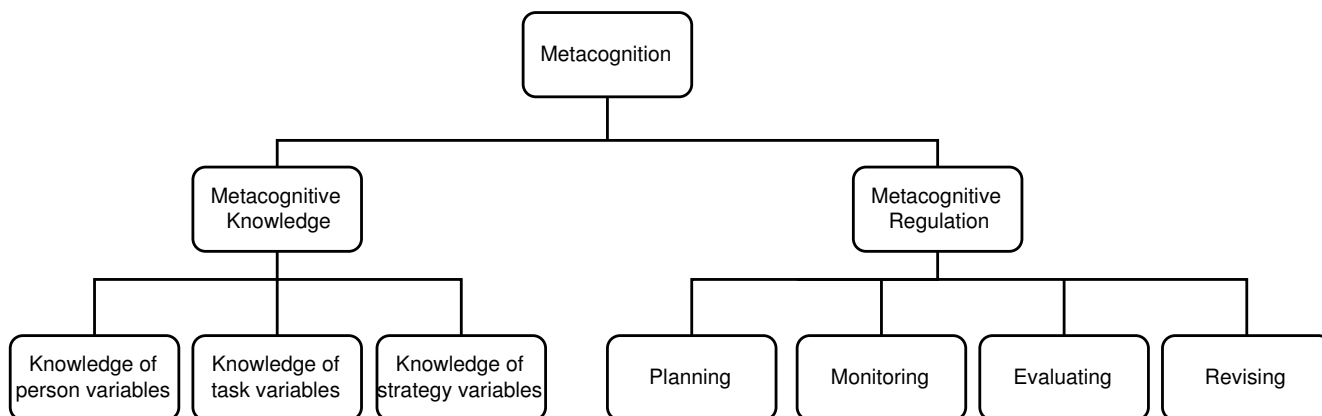 Metacognition
Metacognitive
Knowledge
Metacognitive
Regulation
Knowledge of
person variables
Knowledge of
task variables
Knowledge of
strategy variables
Planning
Monitoring
Evaluating
Revising